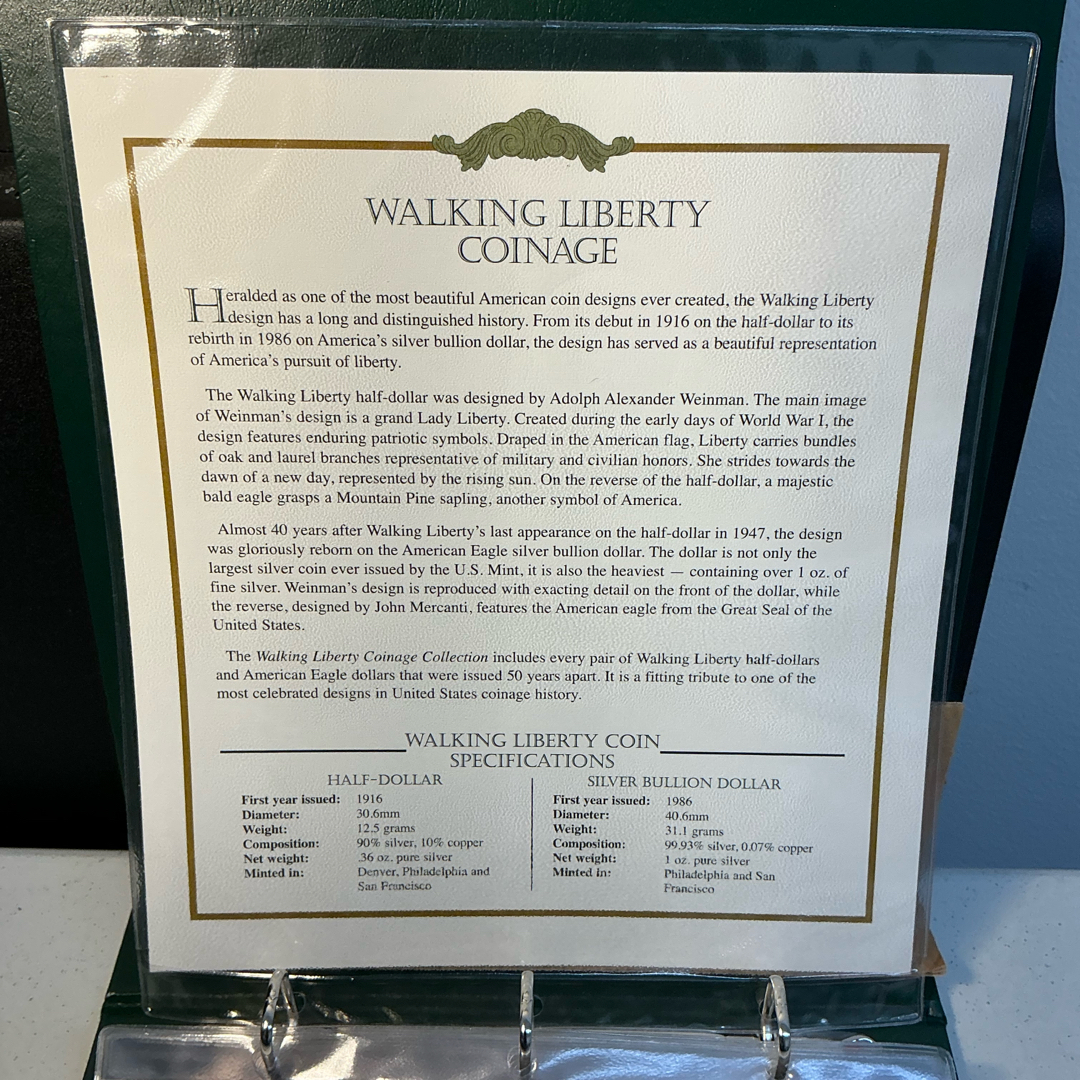 WALKING LIBERTY
COINAGE
Heralded as one of the most beautiful American coin designs ever created, the Walking Liberty
design has a long and distinguished history. From its debut in 1916 on the half-dollar to its
rebirth in 1986 on America's silver bullion dollar, the design has served as a beautiful representation
of America's pursuit of liberty.
The Walking Liberty half-dollar was designed by Adolph Alexander Weinman. The main image
of Weinman's design is a grand Lady Liberty. Created during the early days of World War I, the
design features enduring patriotic symbols. Draped in the American flag, Liberty carries bundles
of oak and laurel branches representative of military and civilian honors. She strides towards the
dawn of a new day, represented by the rising sun. On the reverse of the half-dollar, a majestic
bald eagle grasps a Mountain Pine sapling, another symbol of America.
Almost 40 years after Walking Liberty's last appearance on the half-dollar in 1947, the design
was gloriously reborn on the American Eagle silver bullion dollar. The dollar is not only the
largest silver coin ever issued by the U.S. Mint, it is also the heaviest — containing over 1 oz. of
fine silver. Weinman's design is reproduced with exacting detail on the front of the dollar, while
the reverse, designed by John Mercanti, features the American eagle from the Great Seal of the
United States.
The Walking Liberty Coinage Collection includes every pair of Walking Liberty half-dollars
and American Eagle dollars that were issued 50 years apart. It is a fitting tribute to one of the
most celebrated designs in United States coinage history.
WALKING LIBERTY COIN
SPECIFICATIONS
HALF-DOLLAR
First year issued: 1916
Diameter: 30.6mm
Weight: 12.5 grams
Composition: 90% silver, 10% copper
Net weight: .36 oz. pure silver
Minted in: Denver, Philadelphia and
San Francisco
SILVER BULLION DOLLAR
First year issued: 1986
Diameter: 40.6mm
Weight: 31.1 grams
Composition: 99.93% silver, 0.07% copper
Net weight: 1 oz. pure silver
Minted in: Philadelphia and San
Francisco